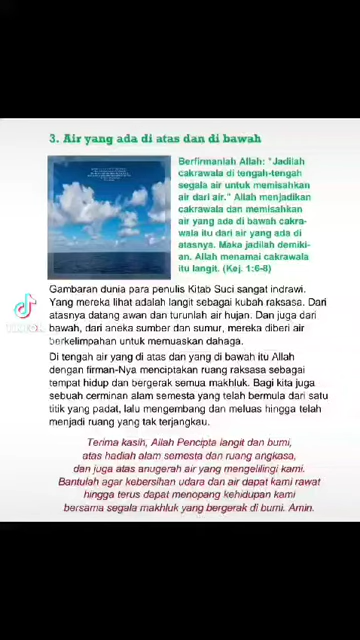 3. Air yang ada di atas dan di bawah
Berfirmanlah Allah: "Jadilah
cakrawala di tengah-tengah
segala air untuk memisahkan
air dari air." Allah menjadikan
cakrawala dan memisahkan
air yang ada di bawah cakra-
wala itu dari air yang ada di
atasnya. Maka jadilah demiki-
an. Allah menamai cakrawala
itu langit. (Kej. 1:6-8)
Gambaran dunia para penulis Kitab Suci sangat indrawi.
Yang mereka lihat adalah langit sebagai kubah raksasa. Dari
atasnya datang awan dan turunlah air hujan. Dan juga dari
bawah, dari aneka sumber dan sumur, mereka diberi air
berkelimpahan untuk memuaskan dahaga.
Di tengah air yang di atas dan yang di bawah itu Allah
dengan firman-Nya menciptakan ruang raksasa sebagai
tempat hidup dan bergerak semua makhluk. Bagi kita juga
sebuah cerminan alam semesta yang telah bermula dari satu
titik yang padat, lalu mengembang dan meluas hingga telah
menjadi ruang yang tak terjangkau.
Terima kasih, Allah Pencipta langit dan bumi,
atas hadiah alam semesta dan ruang angkasa,
dan juga atas anugerah air yang mengelilingi kami.
Bantulah agar kebersihan udara dan air dapat kami rawat
hingga terus dapat menopang kehidupan kami
bersama segala makhluk yang bergerak di bumi. Amin.